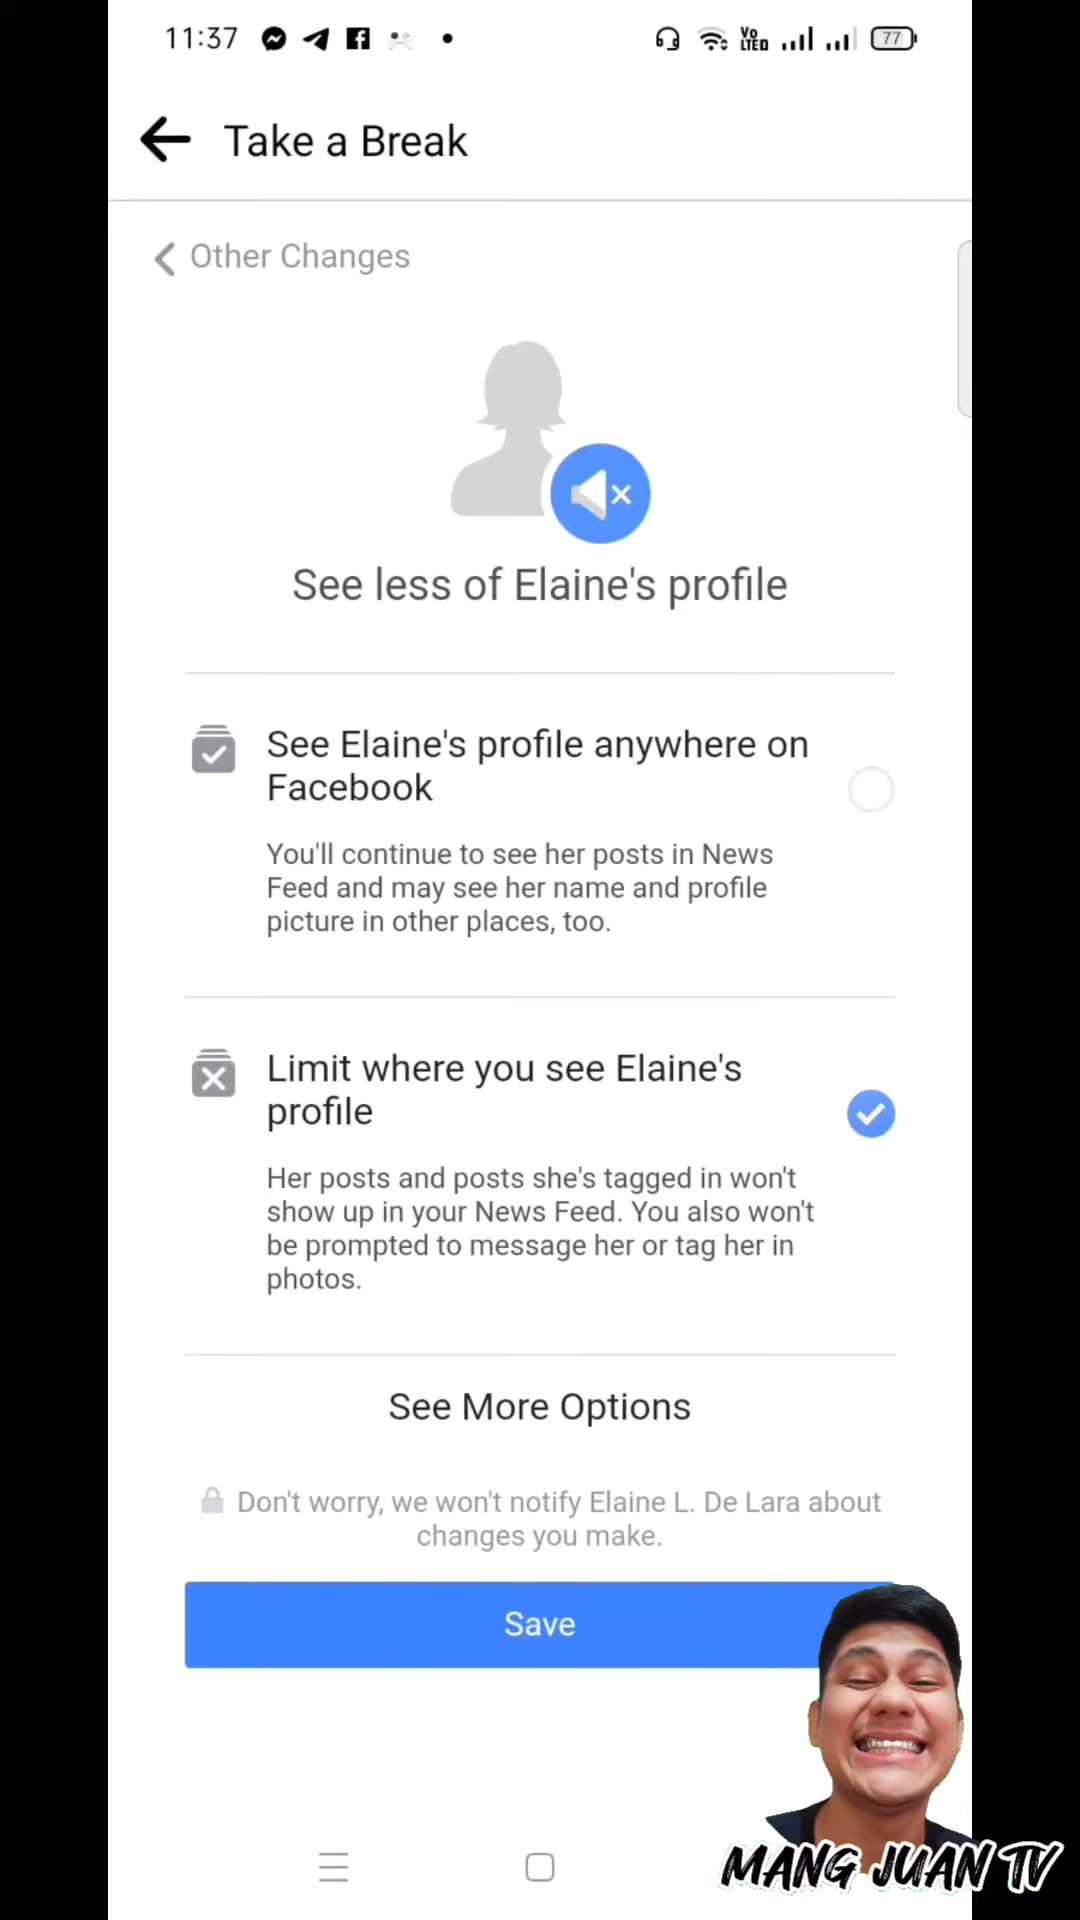 11:37
Vo
LTED
77
Take a Break
Other Changes
See less of Elaine's profile
See Elaine's profile anywhere on
Facebook
You'll continue to see her posts in News
Feed and may see her name and profile
picture in other places, too.
Limit where you see Elaine's
profile
Her posts and posts she's tagged in won't
show up in your News Feed. You also won't
be prompted to message her or tag her in
photos.
See More Options
Don't worry, we won't notify Elaine L. De Lara about
changes you make.
Save
MANG JUAN TV